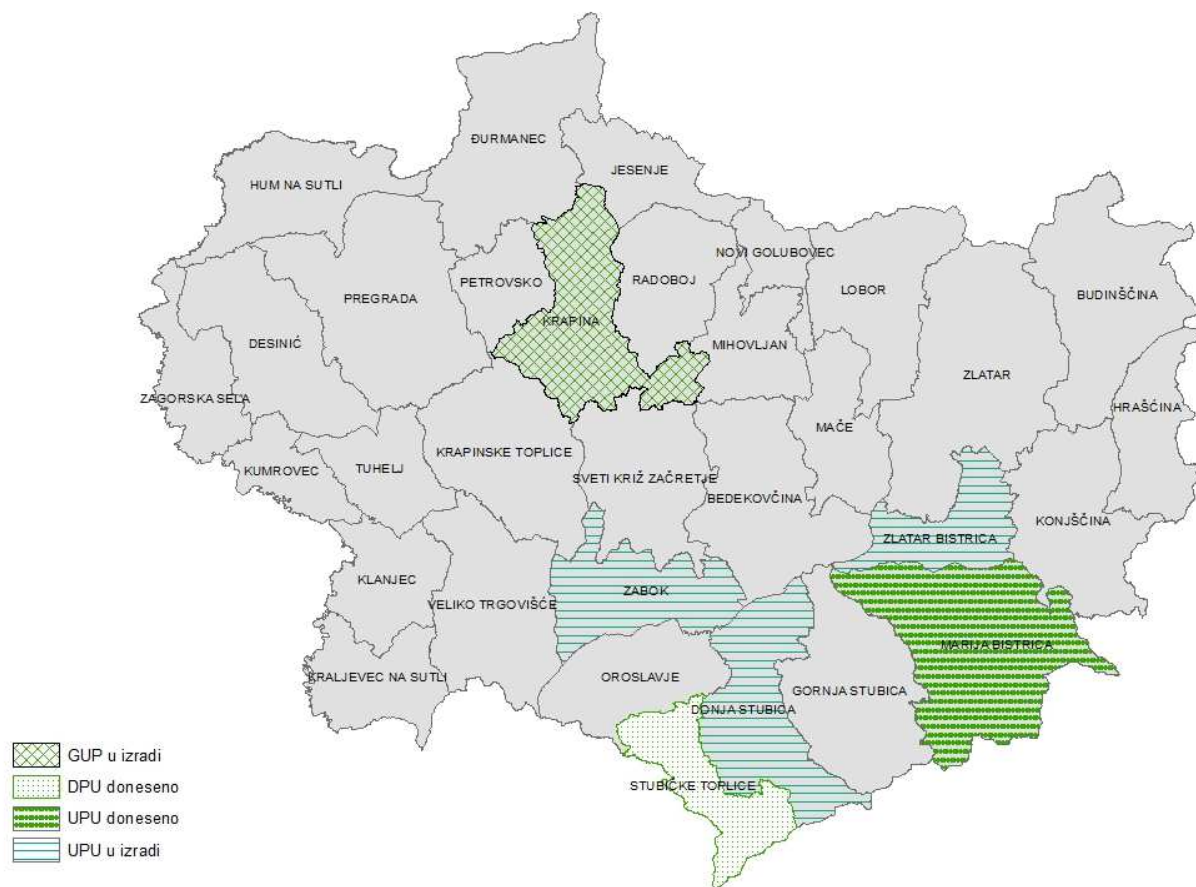 ĐURMANEC
JESENJE
HUM NA SUTLI
NOVI GOLUBOVEC
PETROVSKO
RADOBOJ
LOBOR
BUDINŠČINA
PREGRADA
KRAPINA
DESINIĆ
MIHOVLJAN
ZLATAR
ZAGORSKA SELA
HRAŠĆINA
MAČE
KRAPINSKE TOPLICE
TUHELJ
KUMROVEC
SVETI KRIŽ ZAČRETJE
BEDEKOVČINA
KONJŠČINA
ZLATAR BISTRICA
KLANJEC
ZABOK
VELIKO TRGOVIŠĆE
MARIJA BISTRICA
KRALJEVEC NA SUTLI
OROSLAVJE
GORNJA STUBICA
DONJA STUBICA
STUBIČKE TOPLICE
GUP u izradi
DPU doneseno
UPU doneseno
UPU u izradi